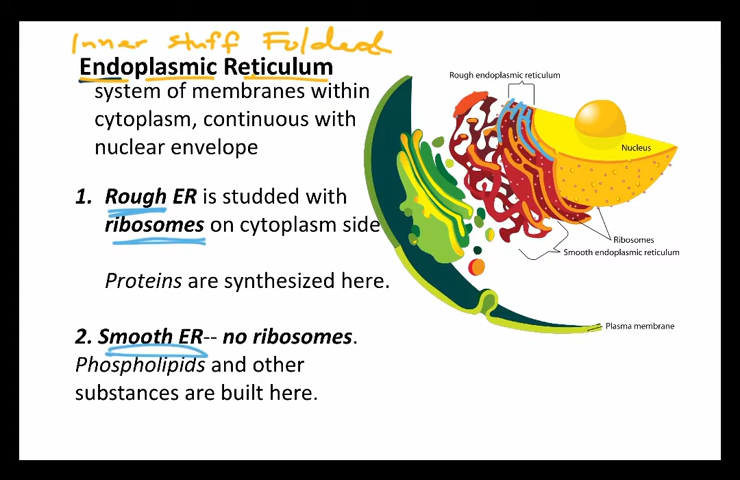 Inner stuff Folded
Endoplasmic Reticulum
system of membranes within
cytoplasm, continuous with
nuclear envelope
1. Rough ER is studded with
ribosomes on cytoplasm side
Proteins are synthesized here.
2. Smooth ER-- no ribosomes.
Phospholipids and other
substances are built here.
Rough endoplasmic reticulum
Nucleus
Ribosomes
Smooth endoplasmic reticulum
Plasma membrane